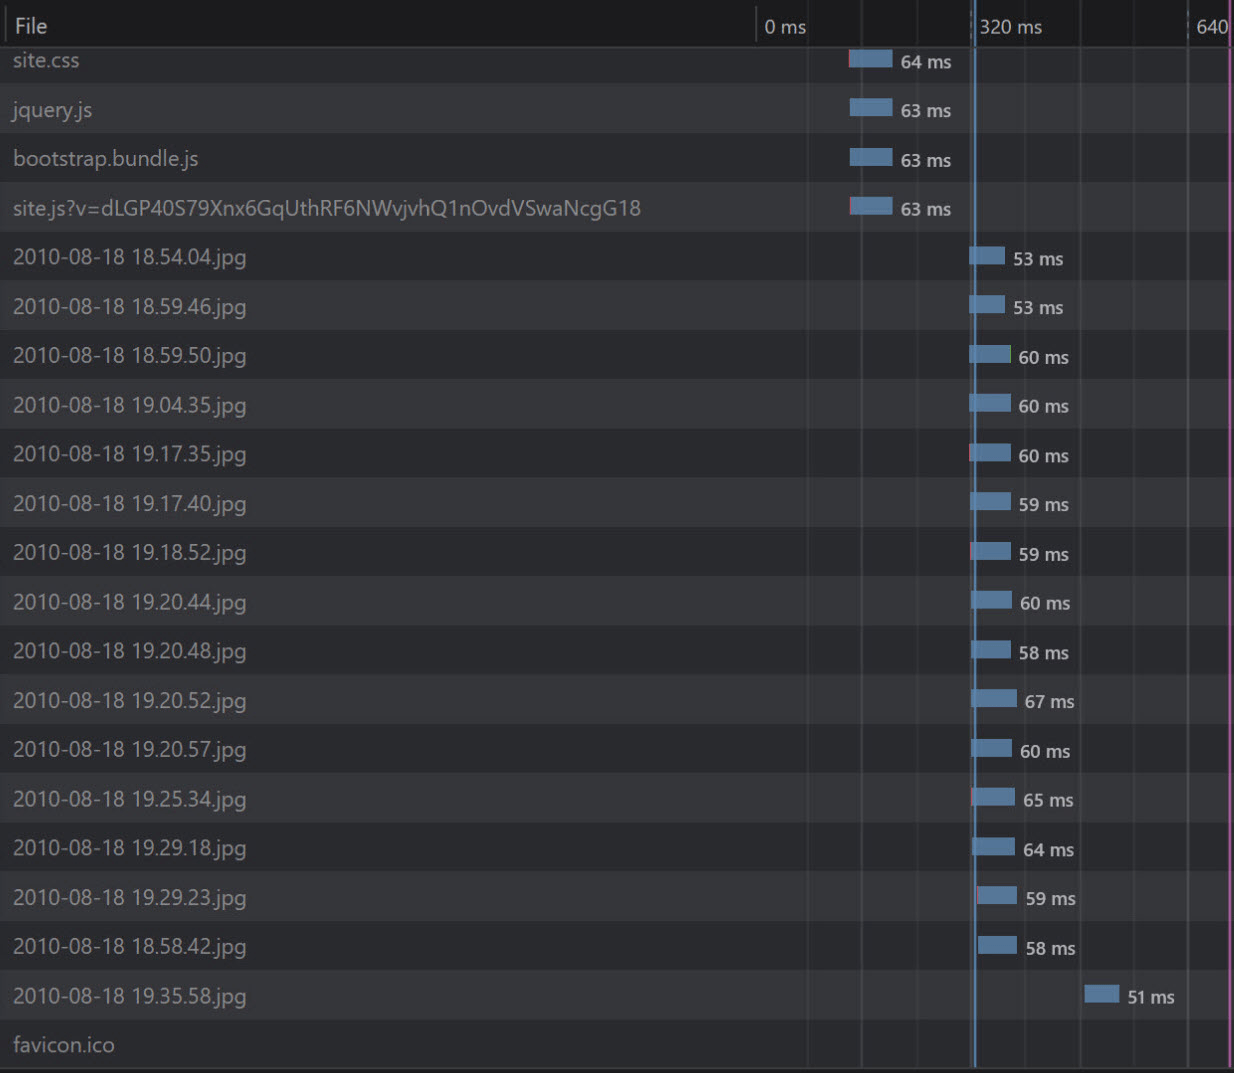 File 0 ms 320 ms 640
site.css 64 ms
jquery.js 63 ms
bootstrap.bundle.js 63 ms
site.js?v=dLGP40S79Xnx6GqUthRF6NWvjvhQ1nOvdVSwaNcgG18 63 ms
2010-08-18 18.54.04.jpg 53 ms
2010-08-18 18.59.46.jpg 53 ms
2010-08-18 18.59.50.jpg 60 ms
2010-08-18 19.04.35.jpg 60 ms
2010-08-18 19.17.35.jpg 60 ms
2010-08-18 19.17.40.jpg 59 ms
2010-08-18 19.18.52.jpg 59 ms
2010-08-18 19.20.44.jpg 60 ms
2010-08-18 19.20.48.jpg 58 ms
2010-08-18 19.20.52.jpg 67 ms
2010-08-18 19.20.57.jpg 60 ms
2010-08-18 19.25.34.jpg 65 ms
2010-08-18 19.29.18.jpg 64 ms
2010-08-18 19.29.23.jpg 59 ms
2010-08-18 18.58.42.jpg 58 ms
2010-08-18 19.35.58.jpg 51 ms
favicon.ico